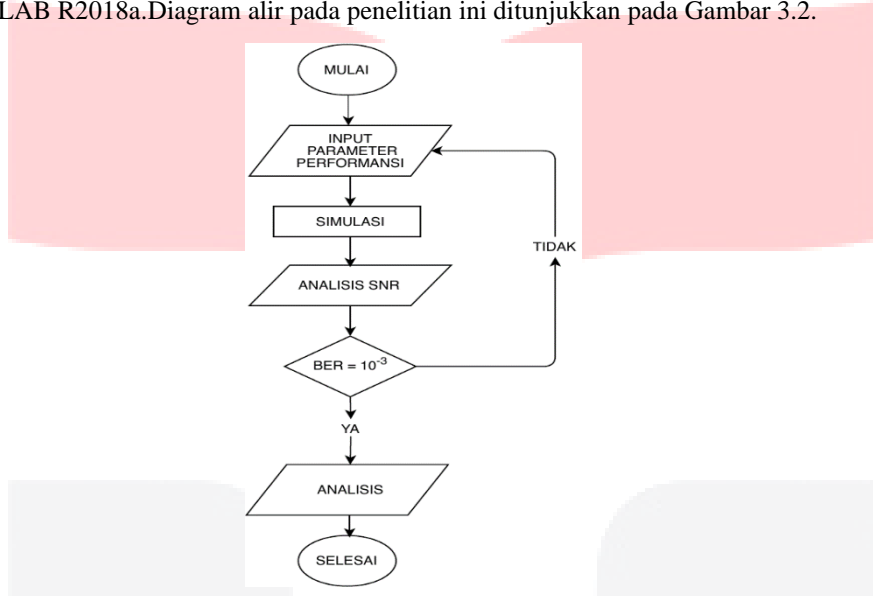 LAB R2018a.Diagram alir pada penelitian ini ditunjukkan pada Gambar 3.2.
MULAI
INPUT
PARAMETER
PERFORMANSI
SIMULASI
TIDAK
ANALISIS SNR
BER = 10⁻³
YA
ANALISIS
SELESAI